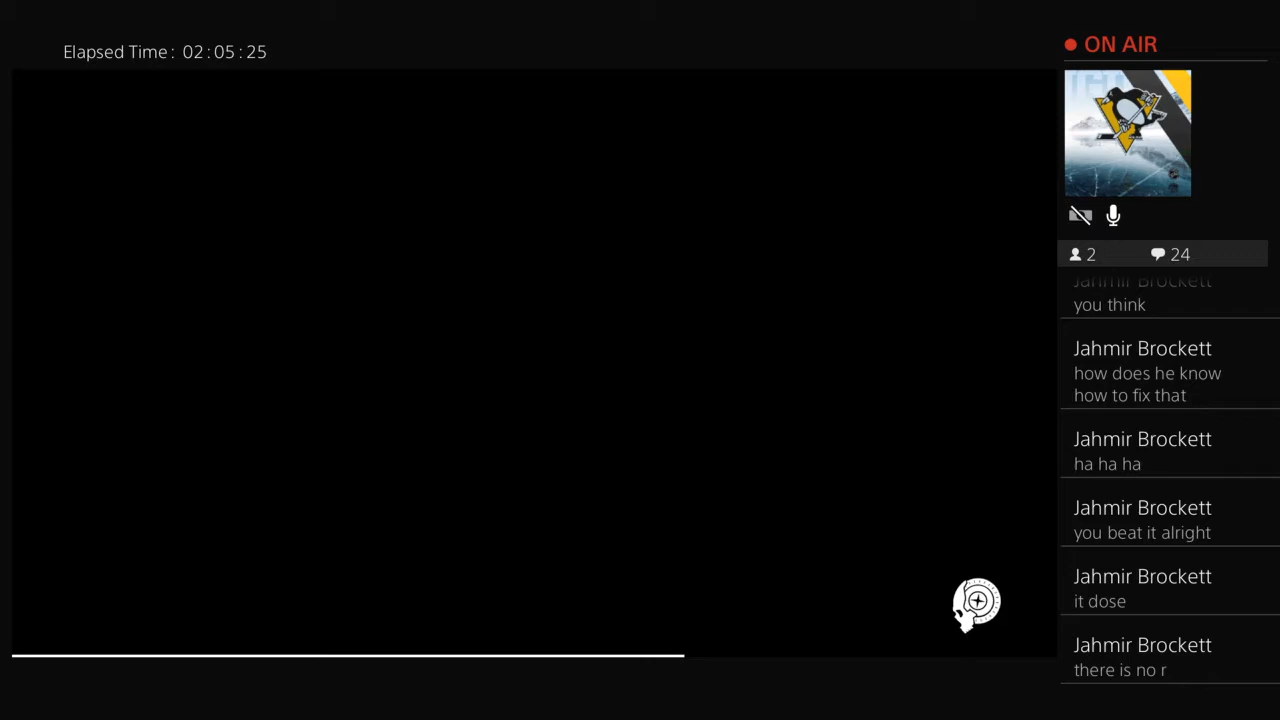 Elapsed Time: 02:05:25
ON AIR
2 24
Jahmir Brockett
you think
Jahmir Brockett
how does he know
how to fix that
Jahmir Brockett
ha ha ha
Jahmir Brockett
you beat it alright
Jahmir Brockett
it dose
Jahmir Brockett
there is no r